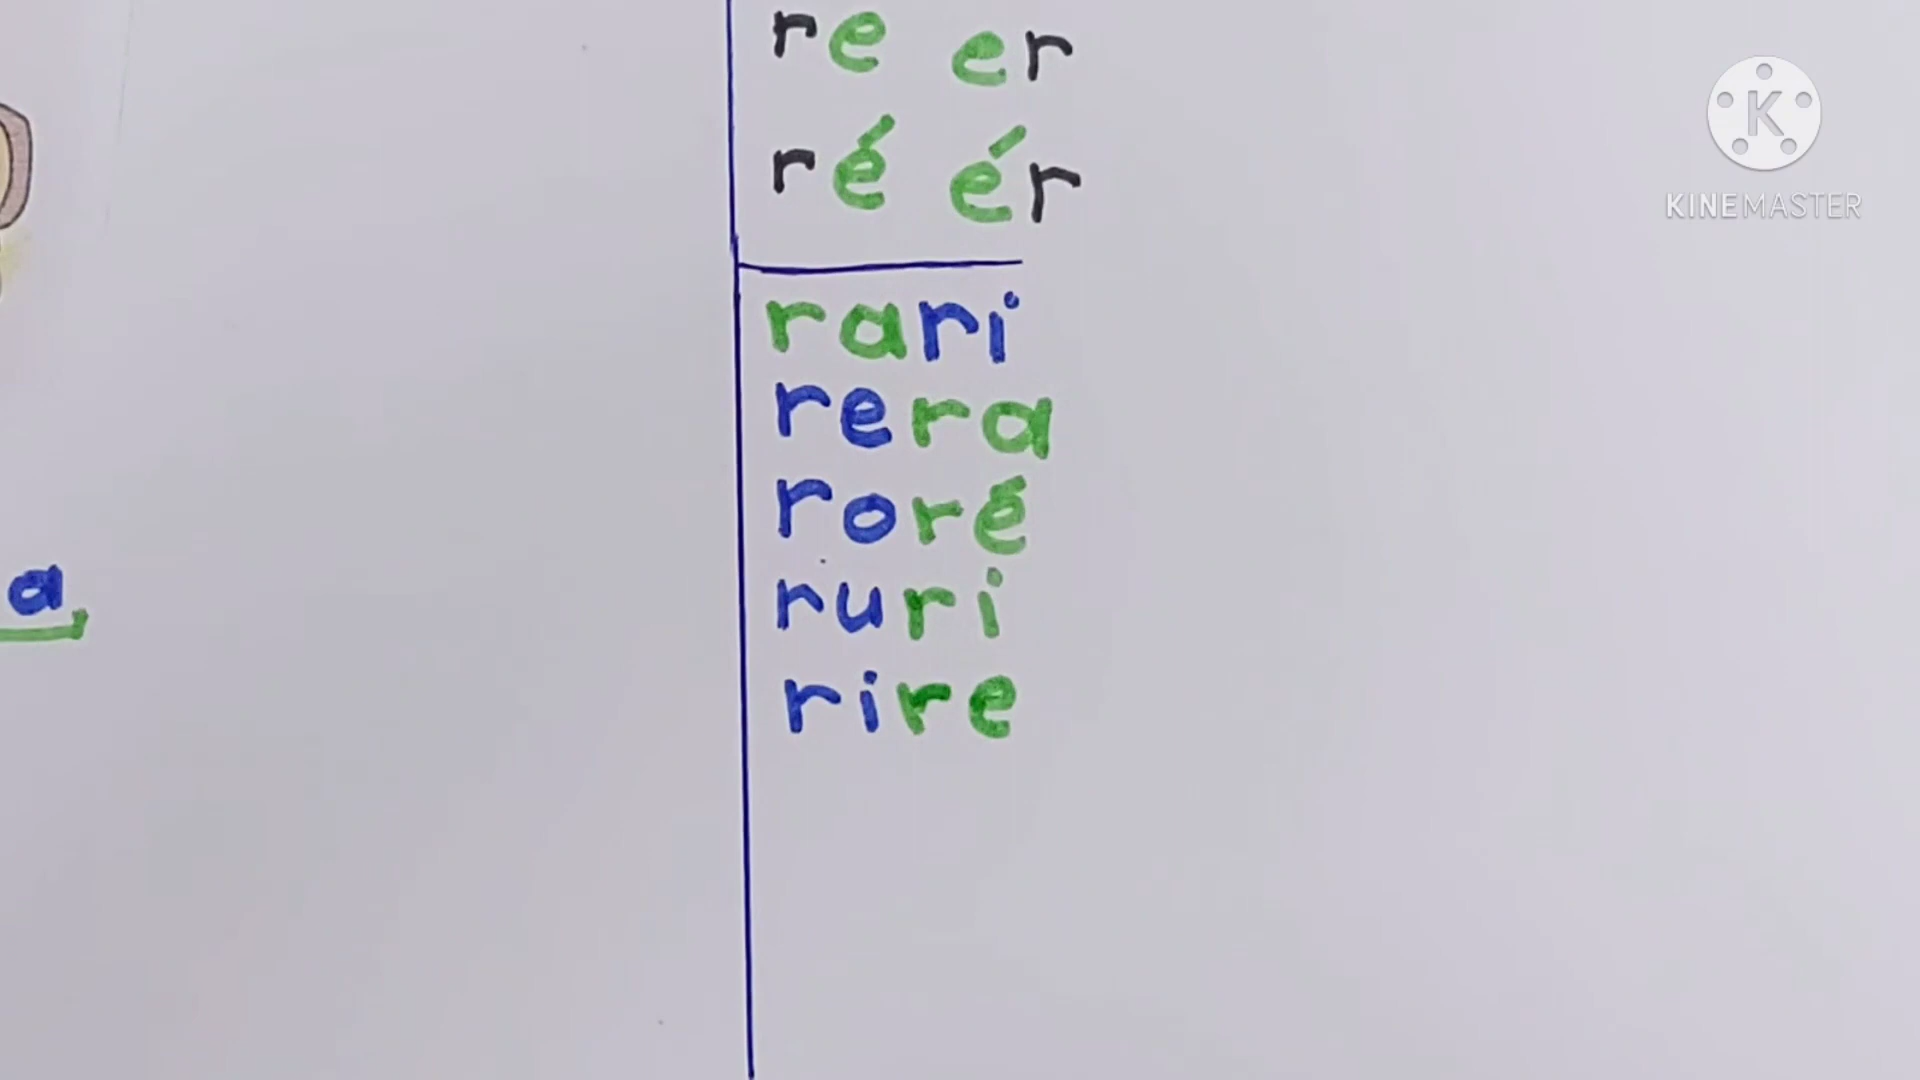 re er
ré ér
rari
rera
roré
ruri
rire
a
K
KINEMASTER